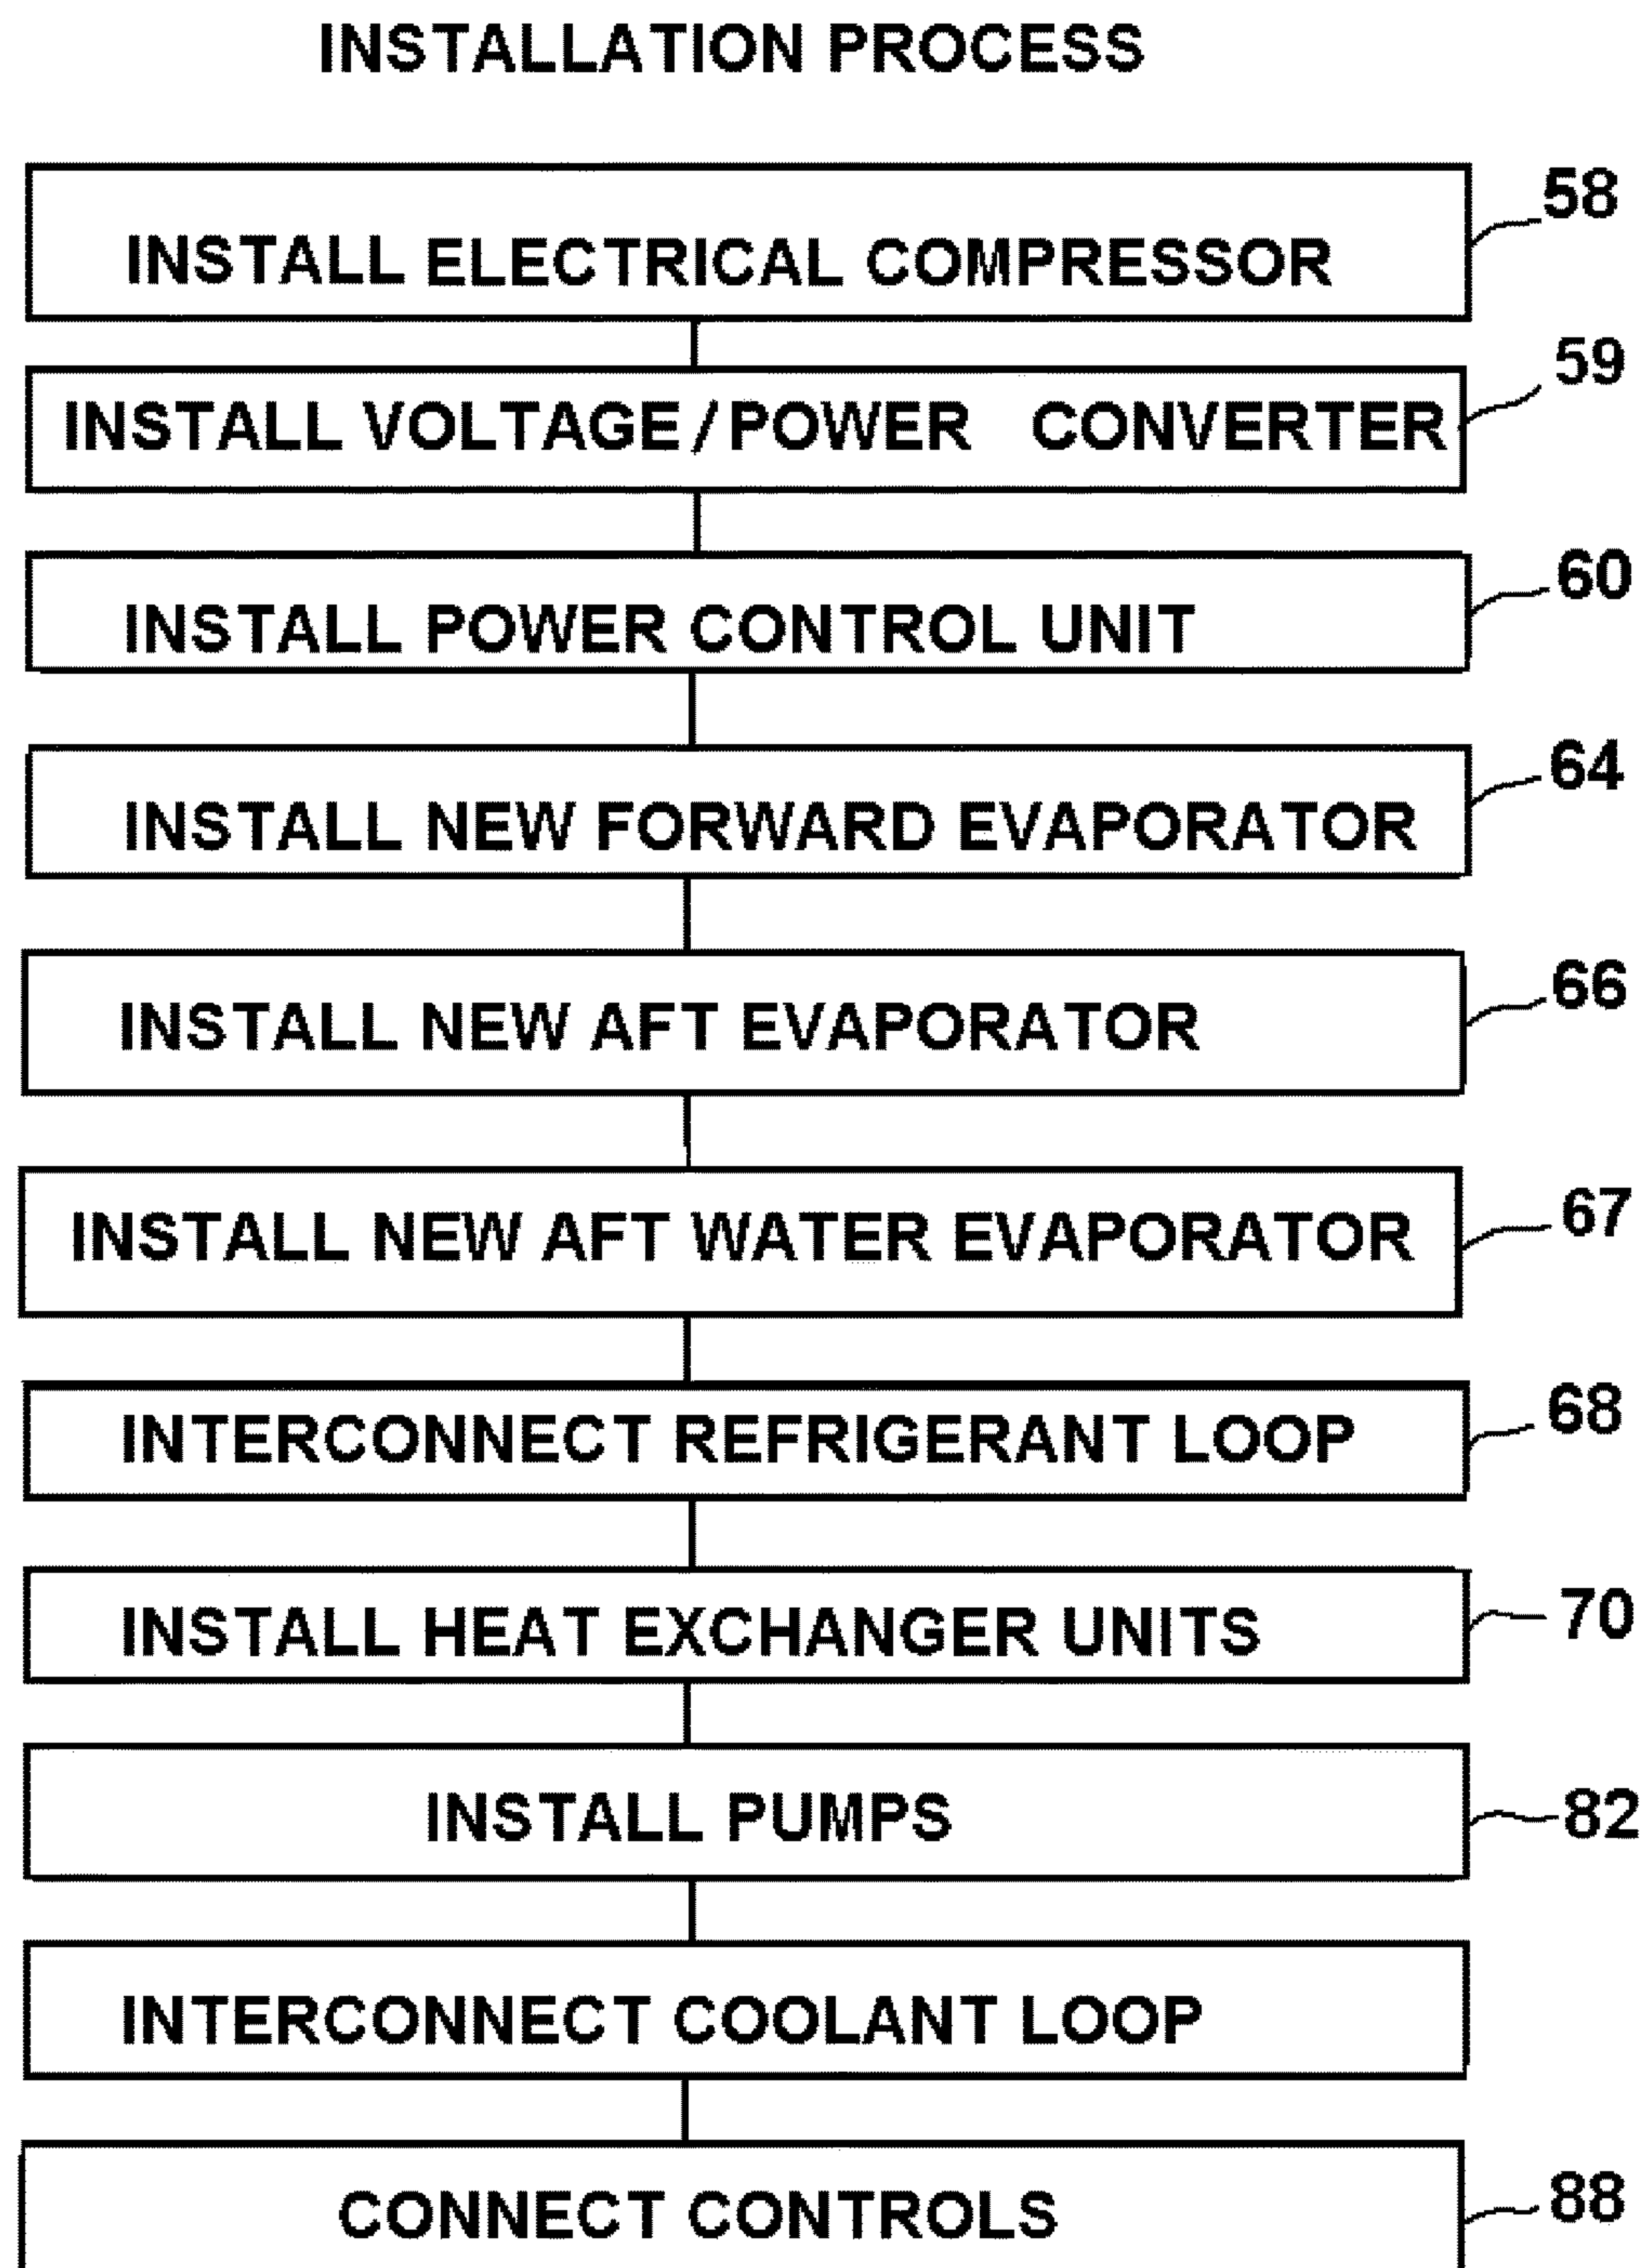 INSTALLATION PROCESS
INSTALL ELECTRICAL COMPRESSOR
58
INSTALL VOLTAGE/POWER CONVERTER
59
INSTALL POWER CONTROL UNIT
60
INSTALL NEW FORWARD EVAPORATOR
64
INSTALL NEW AFT EVAPORATOR
66
INSTALL NEW AFT WATER EVAPORATOR
67
INTERCONNECT REFRIGERANT LOOP
68
INSTALL HEAT EXCHANGER UNITS
70
INSTALL PUMPS
82
INTERCONNECT COOLANT LOOP
CONNECT CONTROLS
88